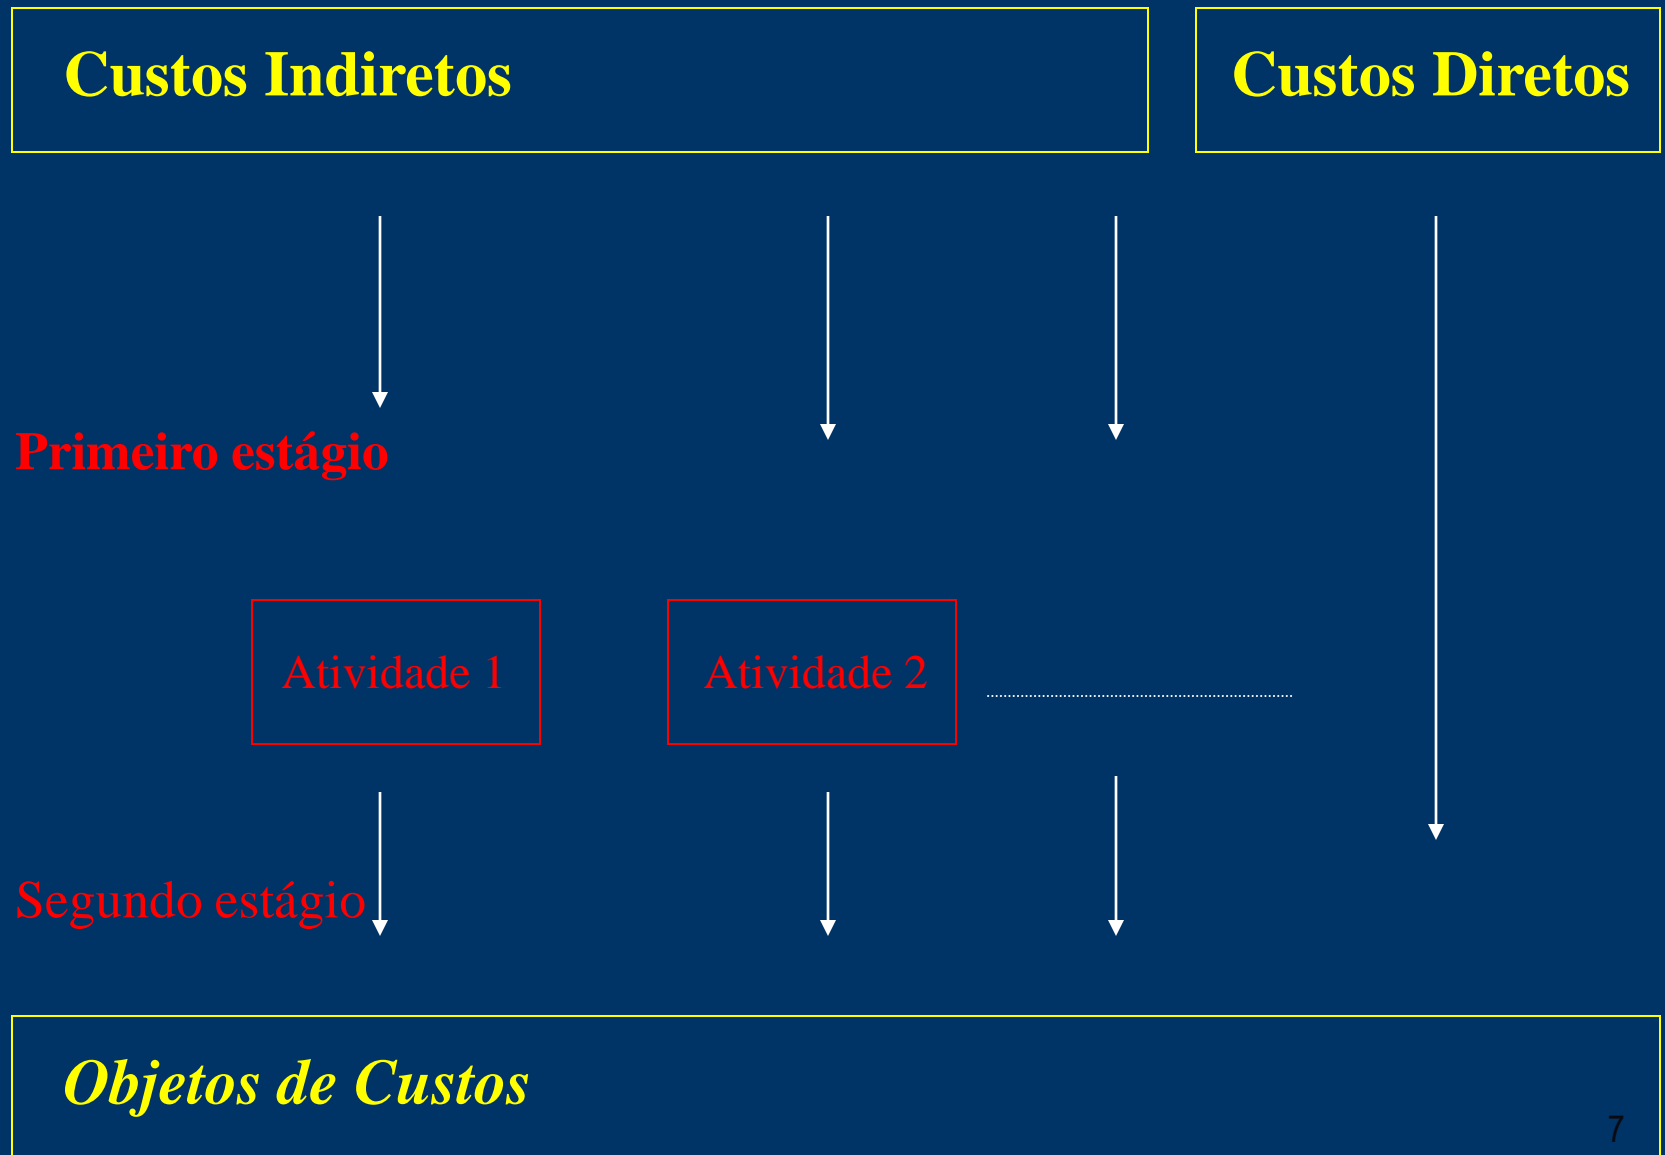 Custos Indiretos
Custos Diretos
Primeiro estágio
Atividade 1
Atividade 2
Segundo estágio
Objetos de Custos
7